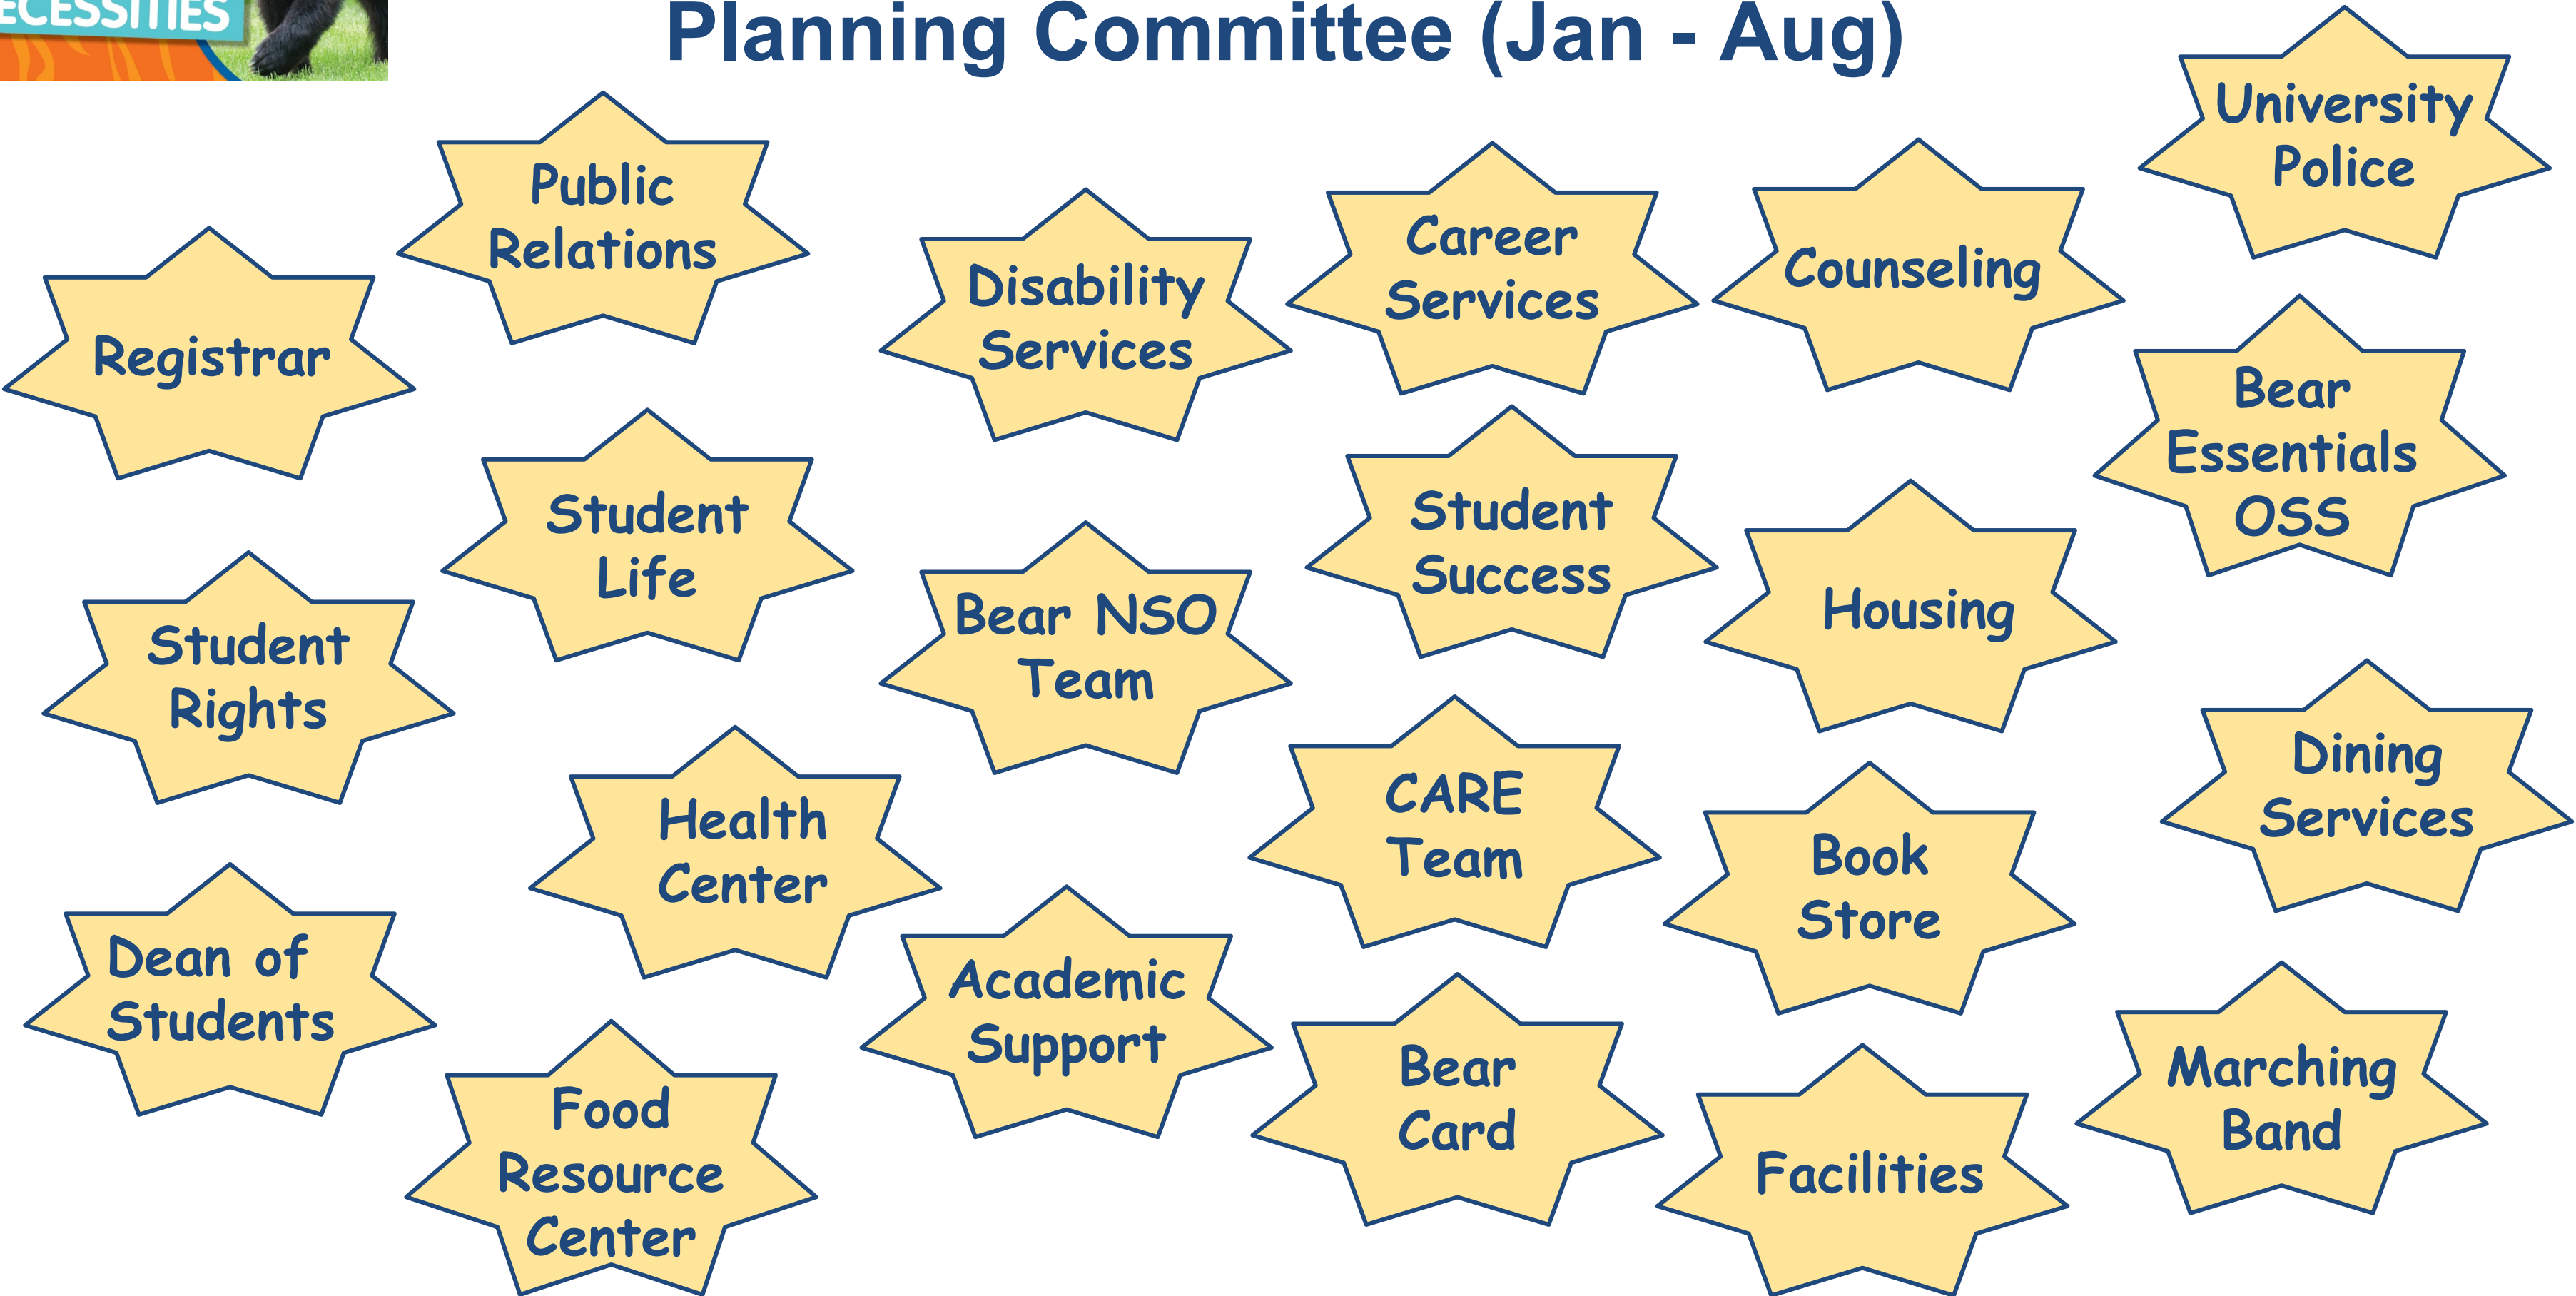 ECESSITIES
Planning Committee (Jan - Aug)
University
Police
Public
Relations
Career
Services
Counseling
Disability
Services
Registrar
Bear
Essentials
OSS
Student
Life
Student
Success
Bear NSO
Team
Housing
Student
Rights
Dining
Services
Health
Center
CARE
Team
Book
Store
Dean of
Students
Academic
Support
Bear
Card
Marching
Band
Food
Resource
Center
Facilities